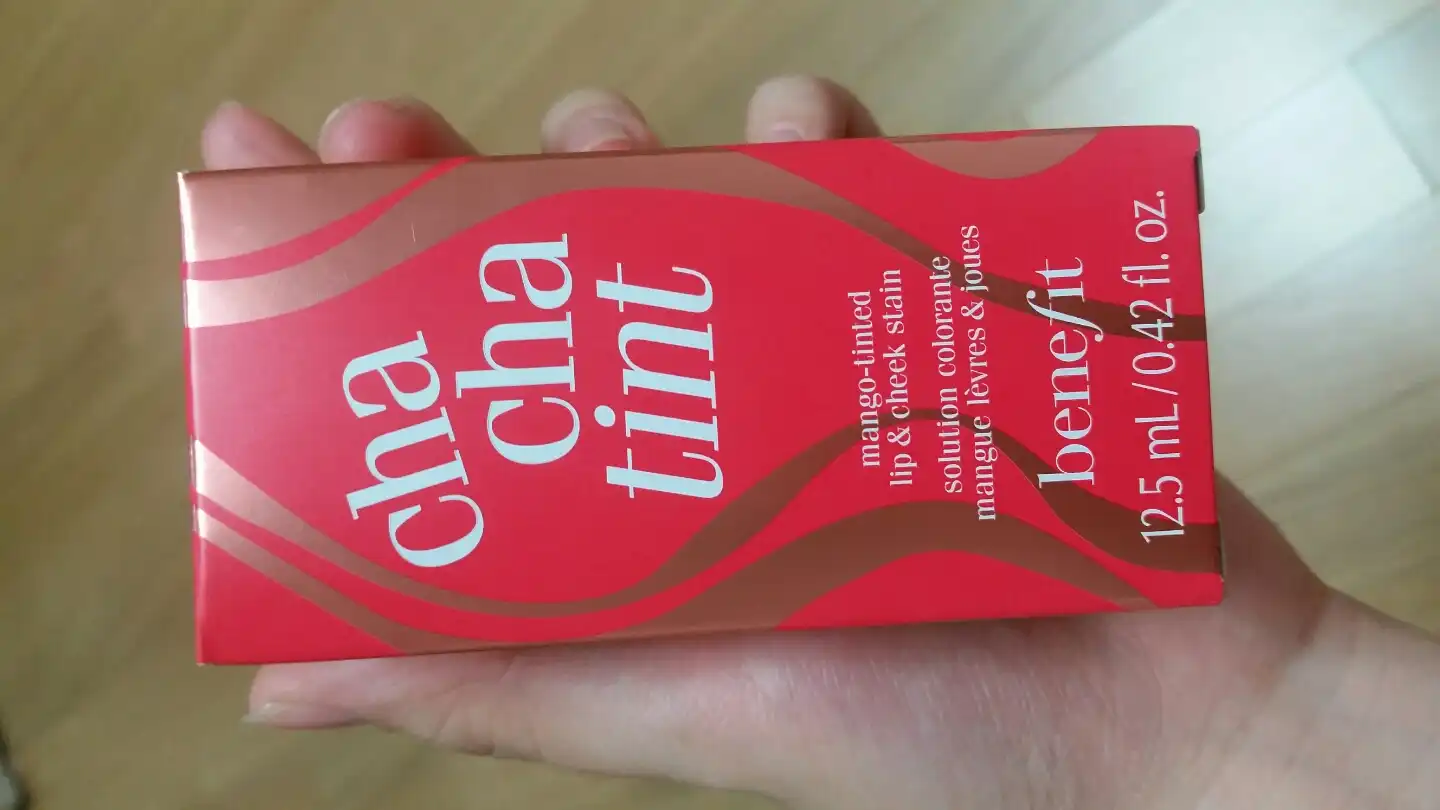 cha
cha
tint
mango-tinted
lip & cheek stain
solution colorante
mangue lèvres & joues
benefit
12.5 mL/0.42 fl. oz.